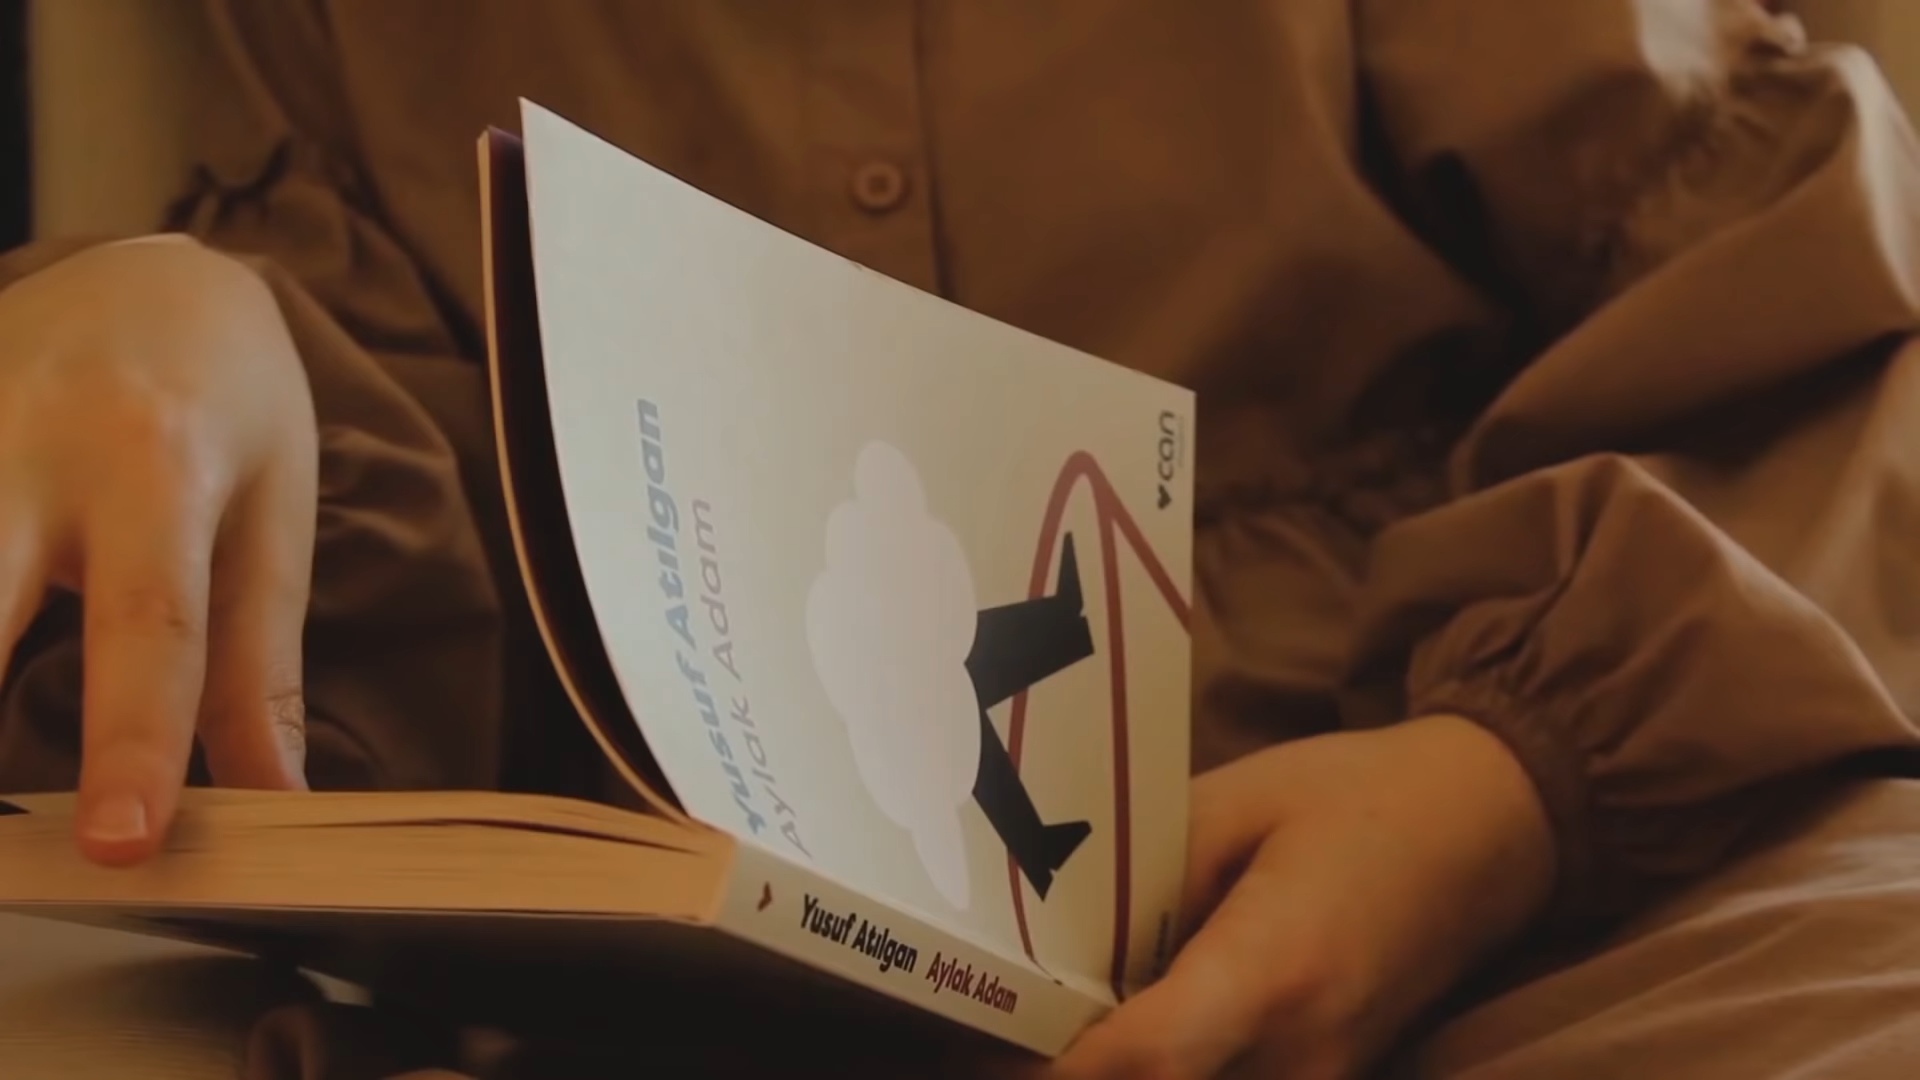 Yusuf Atılgan
Aylak Adam
can
Yusuf Atılgan Aylak Adam